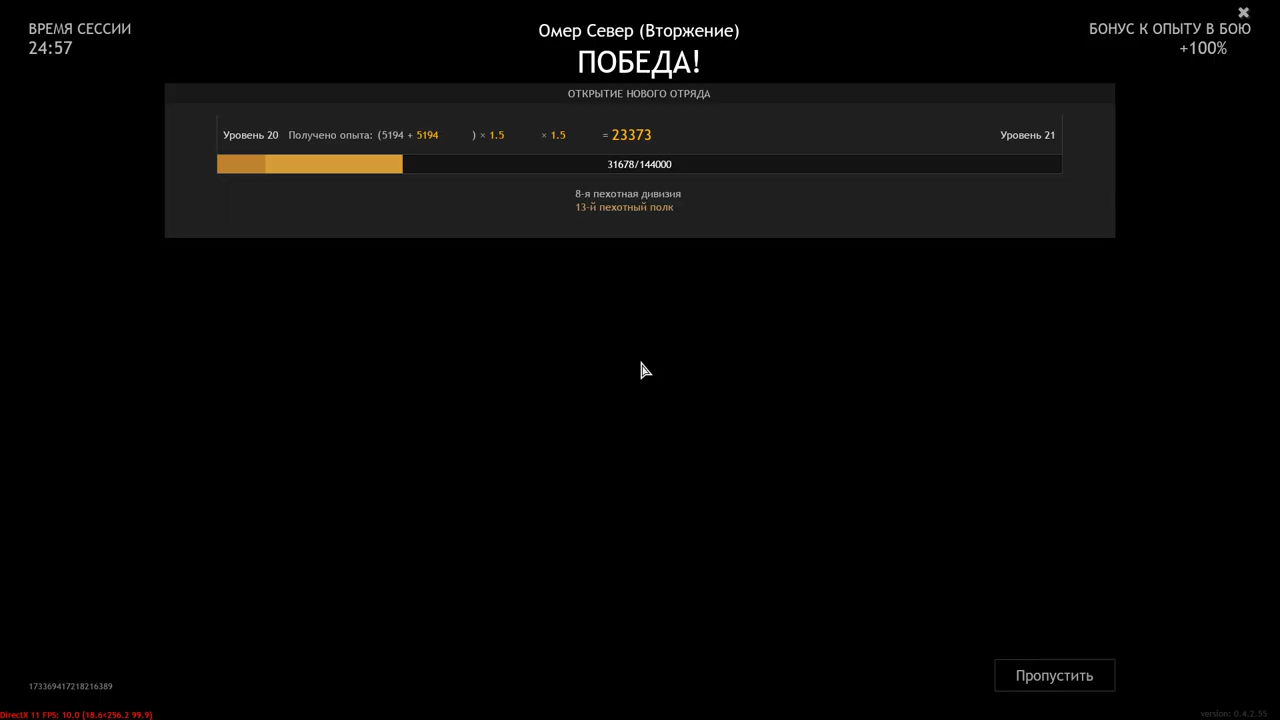 ВРЕМЯ СЕССИИ
24:57
Омер Север (Вторжение)
ПОБЕДА!
БОНУС К ОПЫТУ В БОЮ
+100%
ОТКРЫТИЕ НОВОГО ОТРЯДА
Уровень 20 Получено опыта: (5194 + 5194 ) × 1.5 × 1.5 = 23373 Уровень 21
31678/144000
8-я пехотная дивизия
13-й пехотный полк
Пропустить
173369417218216389
DirectX 11 FPS: 10.0 (18.6<256.2 99.9)
version: 0.4.2.55